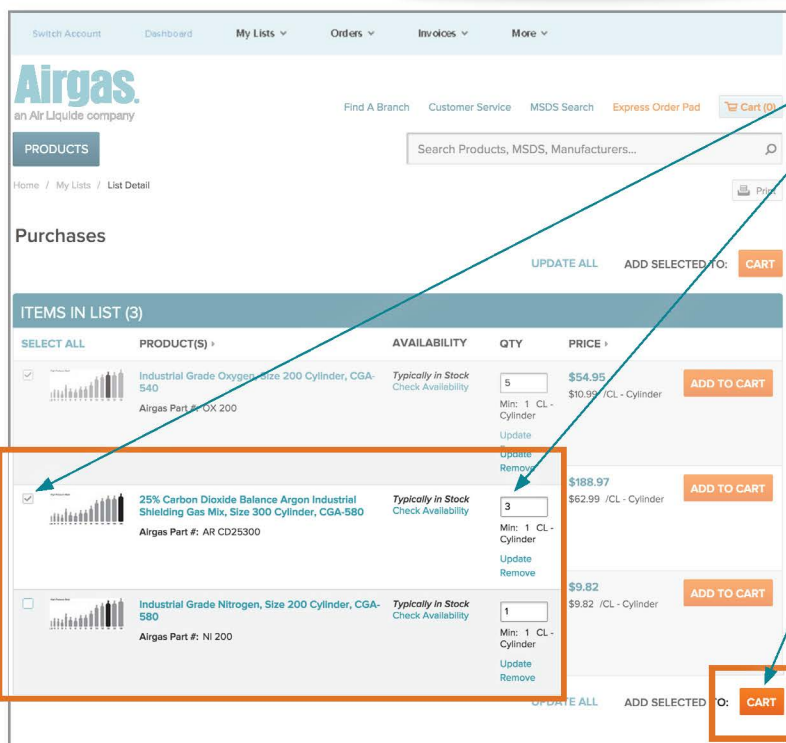 Switch Account Dashboard My Lists Orders Invoices More
Airgas.
an Air Liquide company
Find A Branch Customer Service MSDS Search Express Order Pad Cart (0)
PRODUCTS
Search Products, MSDS, Manufacturers...
Home / My Lists / List Detail
Print
Purchases
UPDATE ALL ADD SELECTED TO: CART
ITEMS IN LIST (3)
SELECT ALL PRODUCT(S) AVAILABILITY QTY PRICE
Industrial Grade Oxygen, Size 200 Cylinder, CGA-
540
Airgas Part #: OX 200
Typically in Stock
Check Availability
5
Min: 1 CL -
Cylinder
Update
Update
Remove
$54.95
$10.99 /CL - Cylinder
ADD TO CART
25% Carbon Dioxide Balance Argon Industrial
Shielding Gas Mix, Size 300 Cylinder, CGA-580
Airgas Part #: AR CD25300
Typically in Stock
Check Availability
3
Min: 1 CL -
Cylinder
Update
Remove
$188.97
$62.99 /CL - Cylinder
ADD TO CART
Industrial Grade Nitrogen, Size 200 Cylinder, CGA-
580
Airgas Part #: NI 200
Typically in Stock
Check Availability
1
Min: 1 CL -
Cylinder
Update
Remove
$9.82
$9.82 /CL - Cylinder
ADD TO CART
UPDATE ALL ADD SELECTED TO: CART